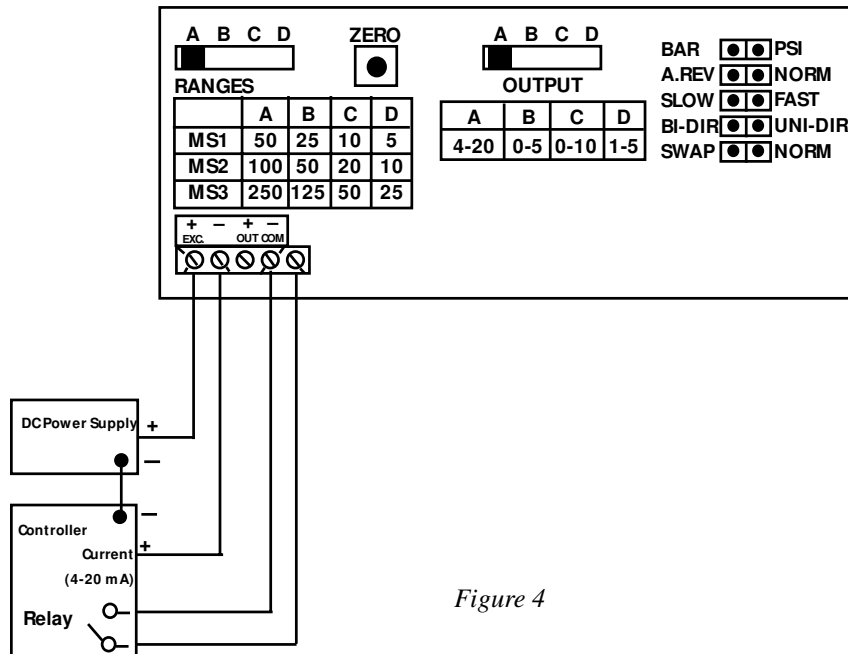 A B C D
ZERO
RANGES
A B C D
MS1 50 25 10 5
MS2 100 50 20 10
MS3 250 125 50 25
A B C D
OUTPUT
A B C D
4-20 0-5 0-10 1-5
BAR PSI
A.REV NORM
SLOW FAST
BI-DIR UNI-DIR
SWAP NORM
+ – + –
EXC. OUT COM
DC Power Supply +
–
–
Controller
Current +
(4-20 mA)
Relay
Figure 4